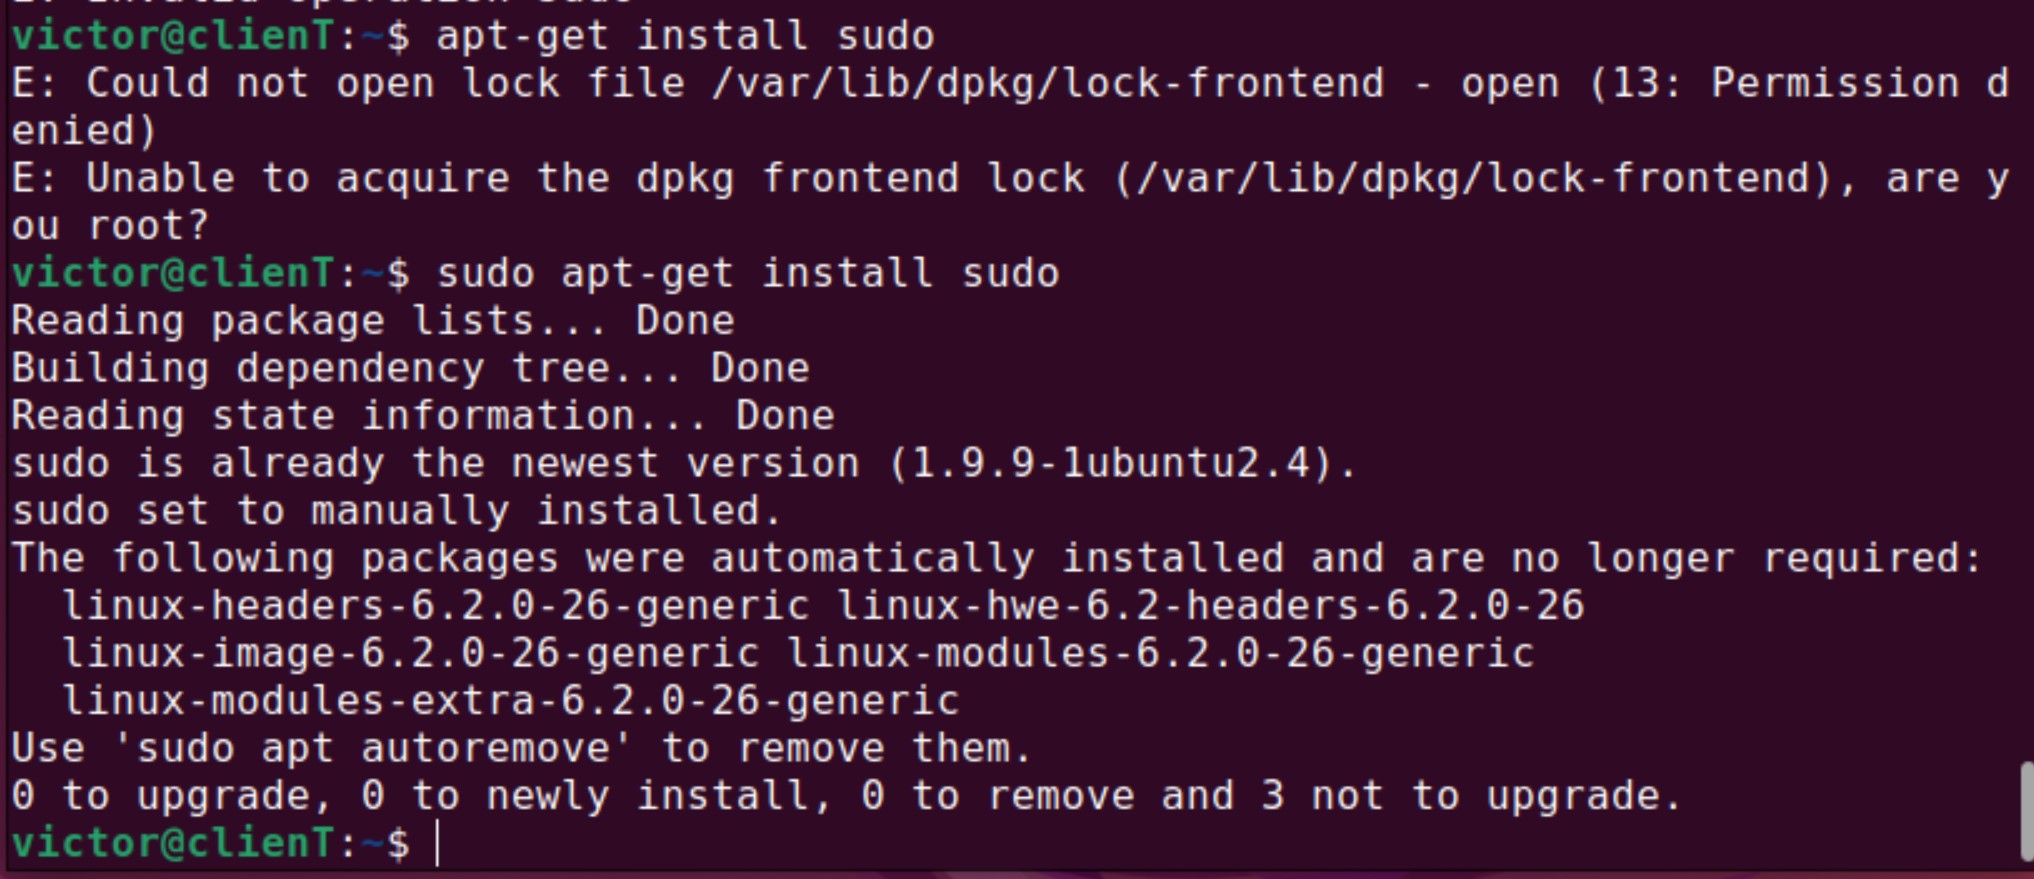 victor@clienT:~$ apt-get install sudo
E: Could not open lock file /var/lib/dpkg/lock-frontend - open (13: Permission d
enied)
E: Unable to acquire the dpkg frontend lock (/var/lib/dpkg/lock-frontend), are y
ou root?
victor@clienT:~$ sudo apt-get install sudo
Reading package lists... Done
Building dependency tree... Done
Reading state information... Done
sudo is already the newest version (1.9.9-1ubuntu2.4).
sudo set to manually installed.
The following packages were automatically installed and are no longer required:
  linux-headers-6.2.0-26-generic linux-hwe-6.2-headers-6.2.0-26
  linux-image-6.2.0-26-generic linux-modules-6.2.0-26-generic
  linux-modules-extra-6.2.0-26-generic
Use 'sudo apt autoremove' to remove them.
0 to upgrade, 0 to newly install, 0 to remove and 3 not to upgrade.
victor@clienT:~$